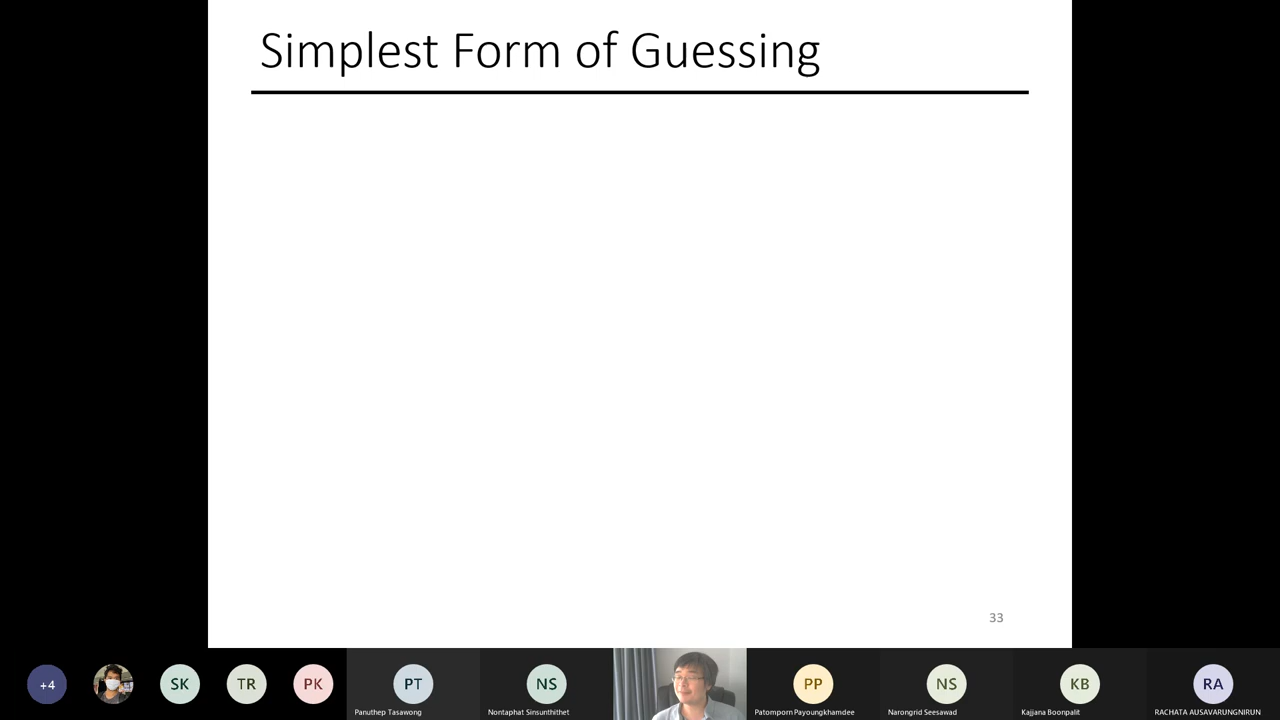 Simplest Form of Guessing
33
+4
SK
TR
PK
PT
Panuthep Tasawong
NS
Nontaphat Sinsunthithet
PP
Patomporn Payoungkhamdee
NS
Narongrid Seesawad
KB
Kajjana Boonpalit
RA
RACHATA AUSAVARUNGNIRUN